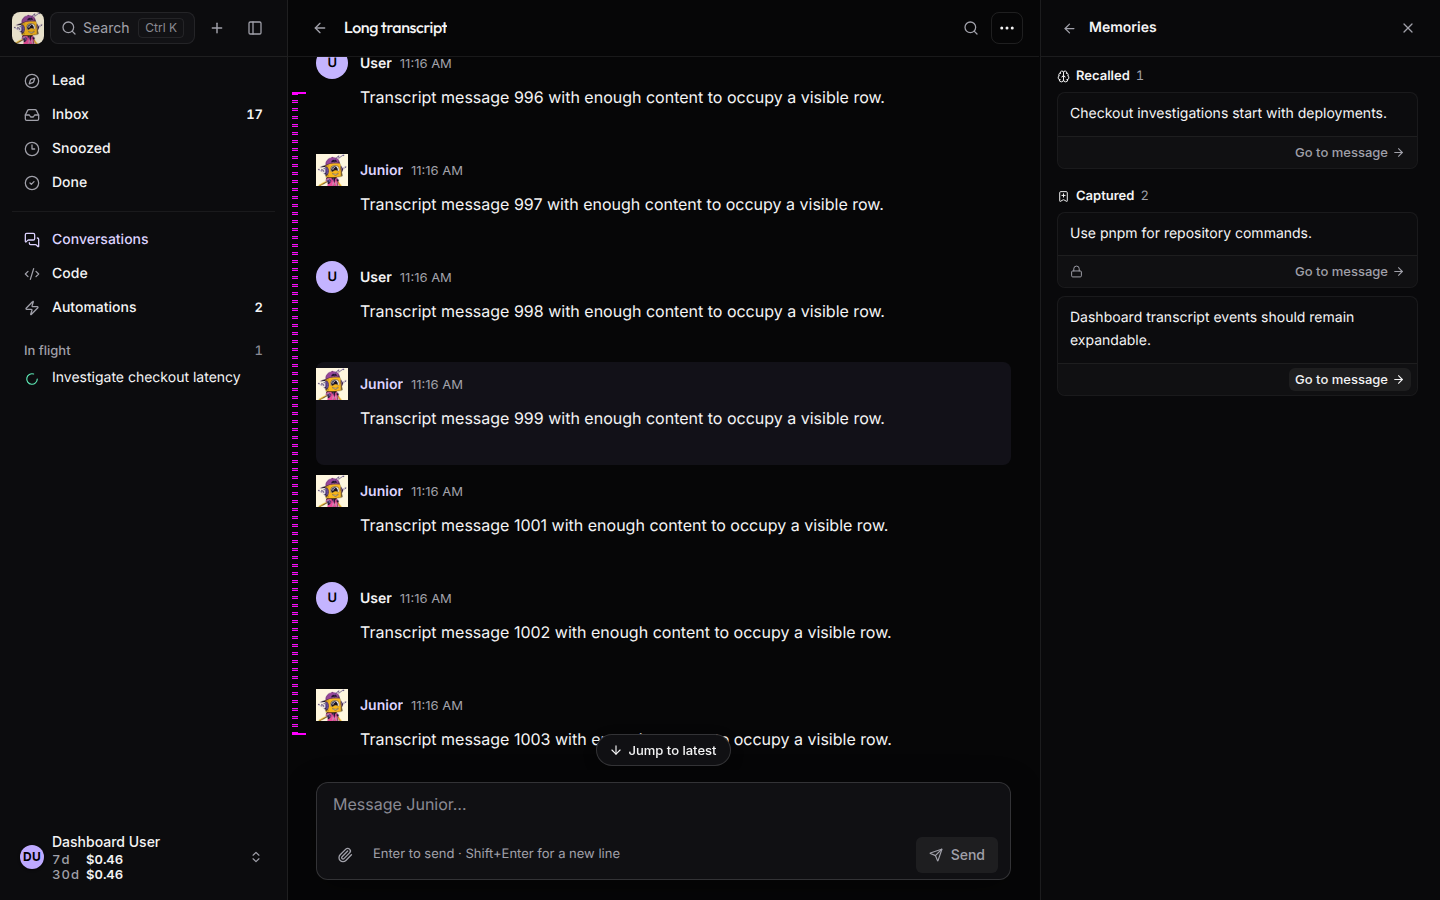 Search Ctrl K
Lead
Inbox 17
Snoozed
Done
Conversations
Code
Automations 2
In flight 1
Investigate checkout latency
Dashboard User
DU
7d $0.46
30d $0.46
Long transcript
U User 11:16 AM
Transcript message 996 with enough content to occupy a visible row.
Junior 11:16 AM
Transcript message 997 with enough content to occupy a visible row.
U User 11:16 AM
Transcript message 998 with enough content to occupy a visible row.
Junior 11:16 AM
Transcript message 999 with enough content to occupy a visible row.
Junior 11:16 AM
Transcript message 1001 with enough content to occupy a visible row.
U User 11:16 AM
Transcript message 1002 with enough content to occupy a visible row.
Junior 11:16 AM
Transcript message 1003 with occupy a visible row.
Jump to latest
Message Junior...
Enter to send · Shift+Enter for a new line
Send
Memories
Recalled 1
Checkout investigations start with deployments.
Go to message
Captured 2
Use pnpm for repository commands.
Go to message
Dashboard transcript events should remain
expandable.
Go to message